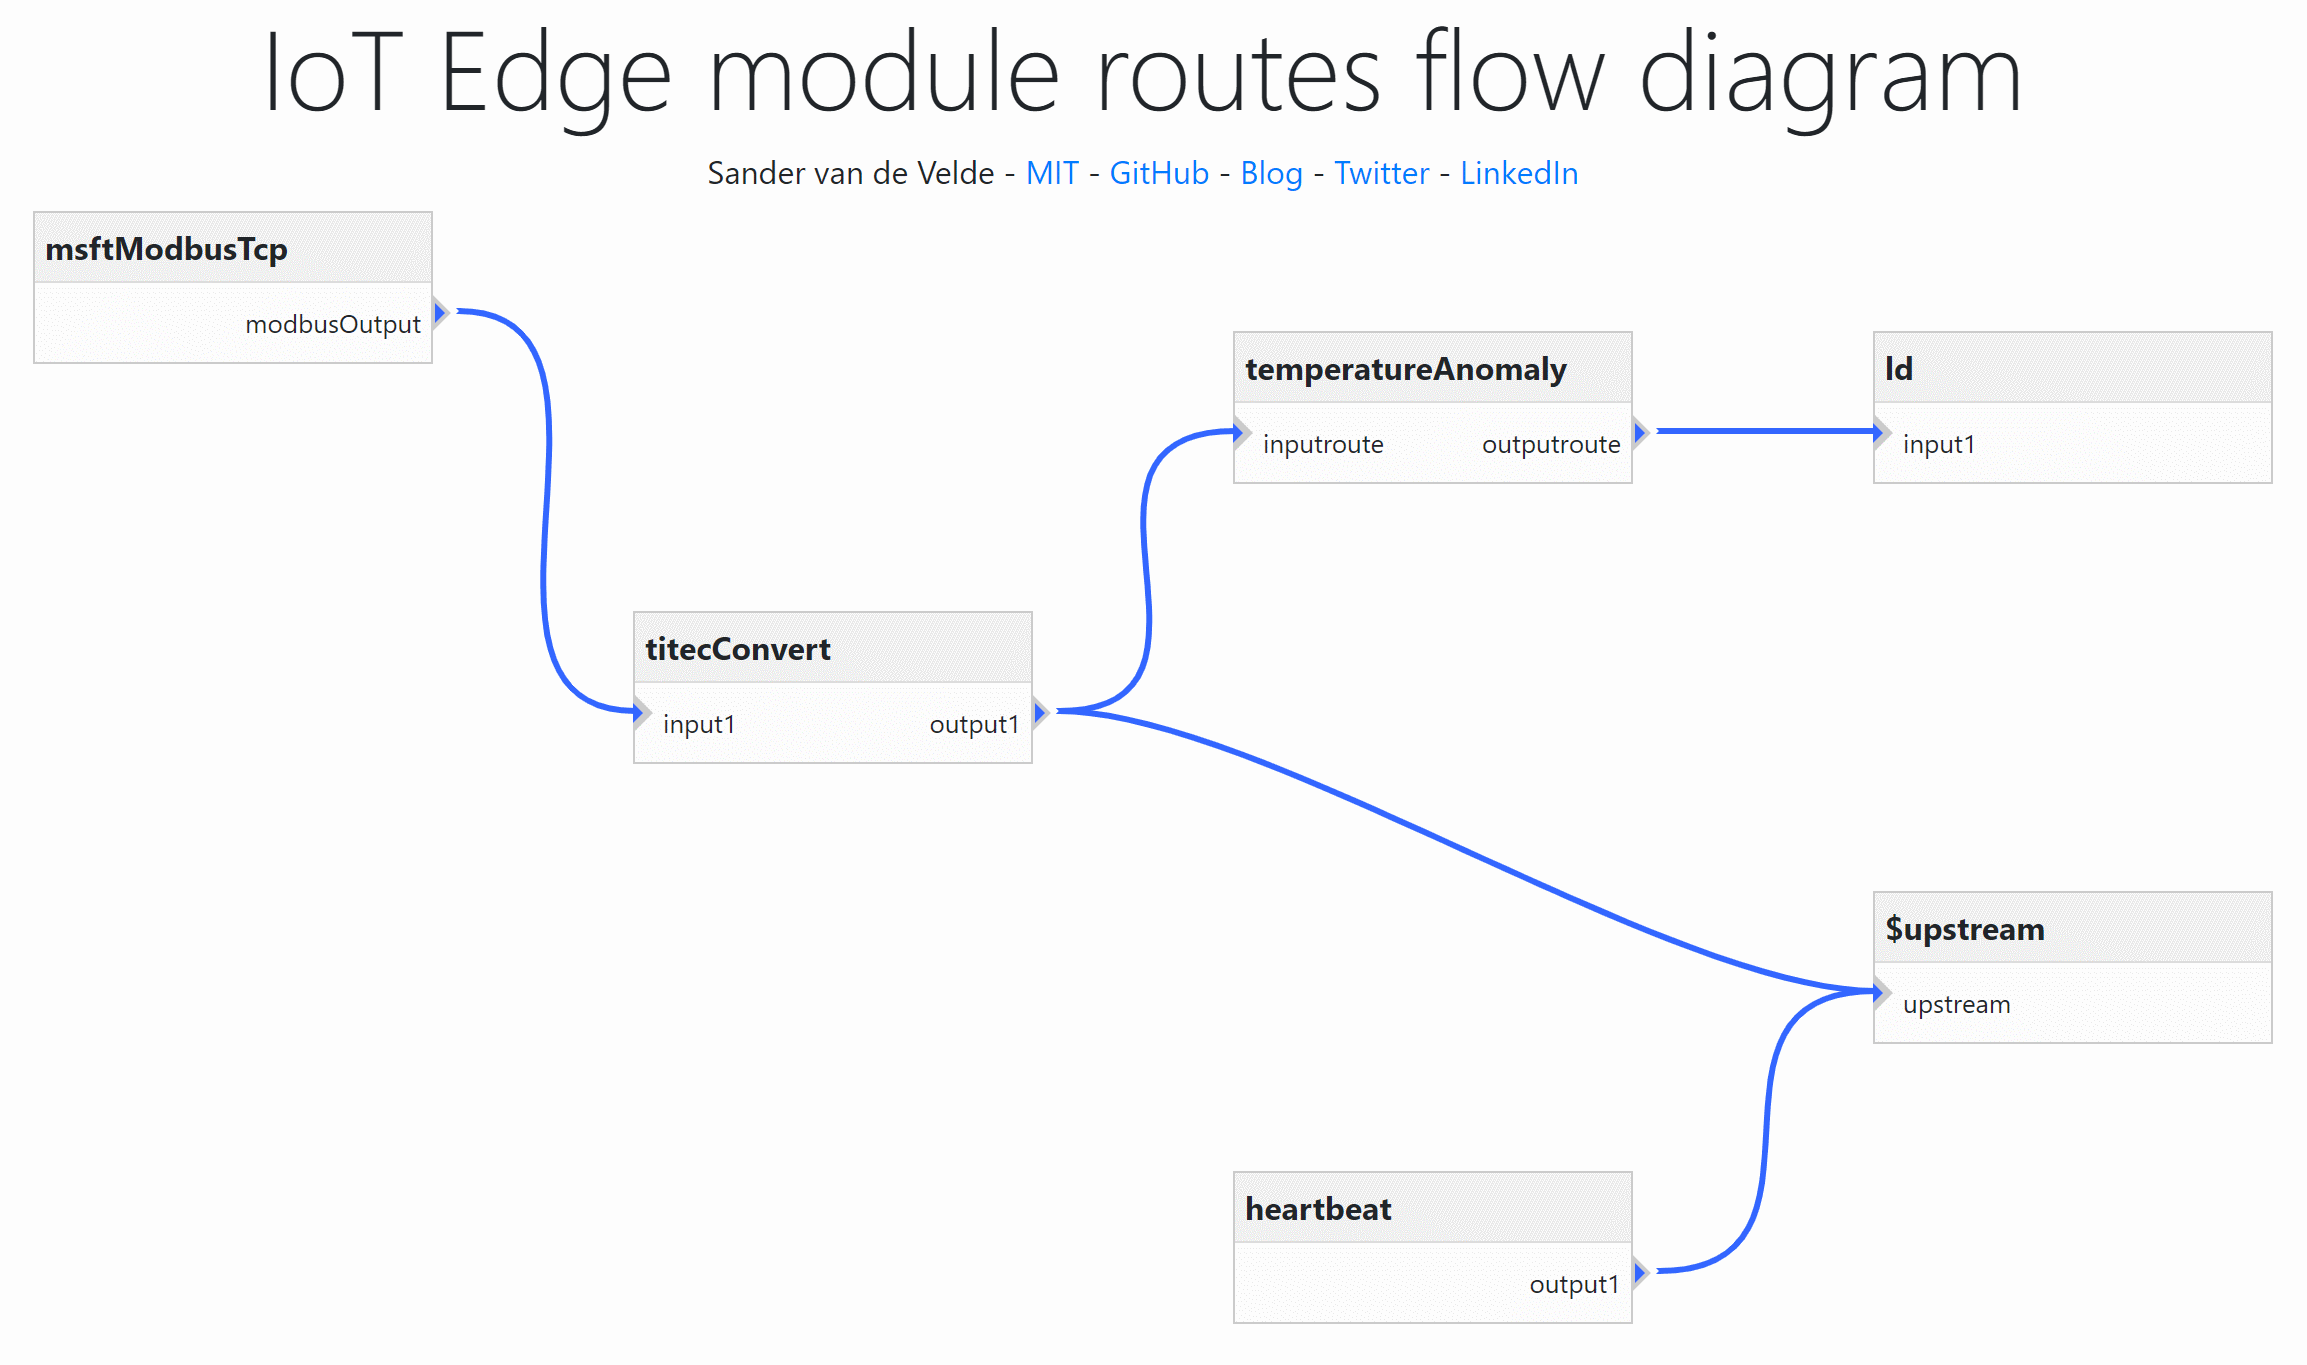 IoT Edge module routes flow diagram
Sander van de Velde - MIT - GitHub - Blog - Twitter - LinkedIn
msftModbusTcp
modbusOutput
temperatureAnomaly
inputroute outputroute
ld
input1
titecConvert
input1 output1
$upstream
upstream
heartbeat
output1